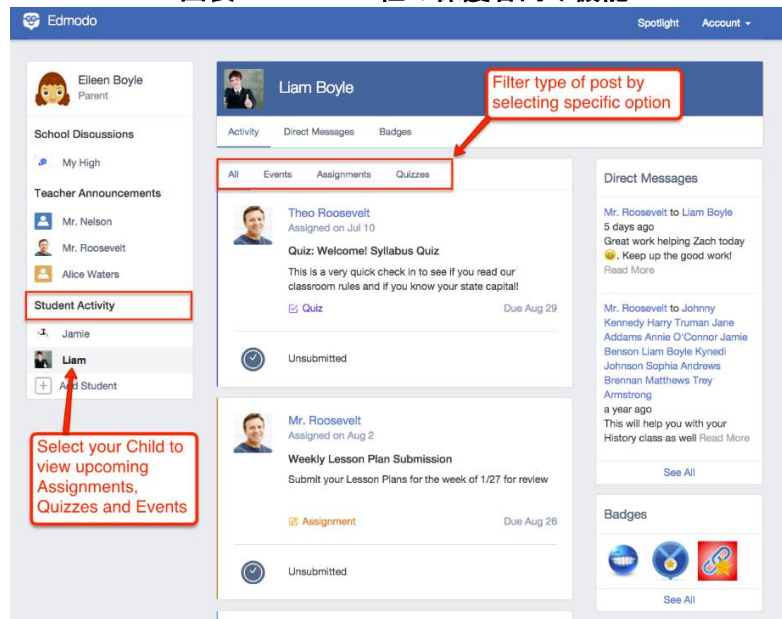 Edmodo
Spotlight
Account
Eileen Boyle
Parent
School Discussions
My High
Teacher Announcements
Mr. Nelson
Mr. Roosevelt
Alice Waters
Student Activity
Jamie
Liam
Add Student
Select your Child to
view upcoming
Assignments,
Quizzes and Events
Liam Boyle
Filter type of post by
selecting specific option
Activity Direct Messages Badges
All Events Assignments Quizzes
Theo Roosevelt
Assigned on Jul 10
Quiz: Welcome! Syllabus Quiz
This is a very quick check in to see if you read our
classroom rules and if you know your state capital!
Quiz
Due Aug 29
Unsubmitted
Mr. Roosevelt
Assigned on Aug 2
Weekly Lesson Plan Submission
Submit your Lesson Plans for the week of 1/27 for review
Assignment
Due Aug 26
Unsubmitted
Direct Messages
Mr. Roosevelt to Liam Boyle
5 days ago
Great work helping Zach today
. Keep up the good work!
Read More
Mr. Roosevelt to Johnny
Kennedy Harry Truman Jane
Addams Annie O'Connor Jamie
Benson Liam Boyle Kynedi
Johnson Sophia Andrews
Brennan Matthews Trey
Armstrong
a year ago
This will help you with your
History class as well Read More
See All
Badges
See All